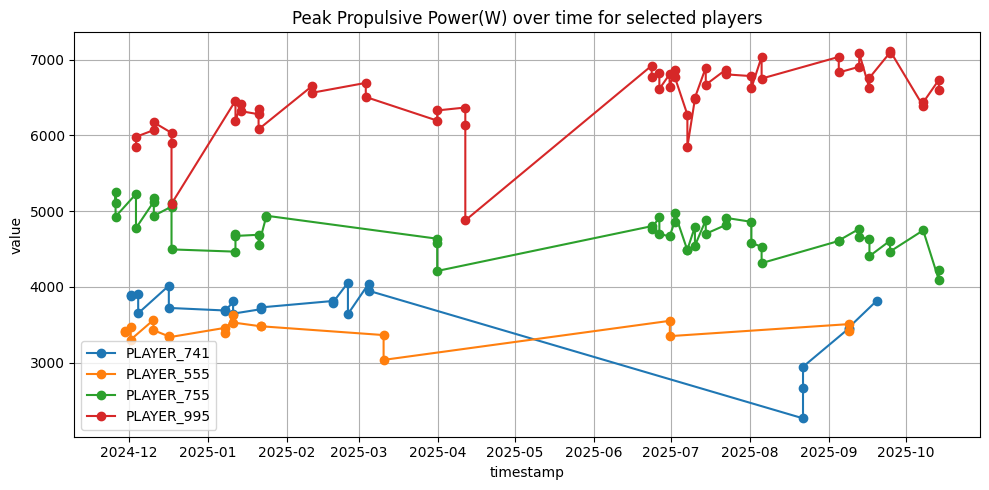 Peak Propulsive Power(W) over time for selected players
value
7000
6000
5000
4000
3000
PLAYER_741
PLAYER_555
PLAYER_755
PLAYER_995
2024-12 2025-01 2025-02 2025-03 2025-04 2025-05 2025-06 2025-07 2025-08 2025-09 2025-10
timestamp